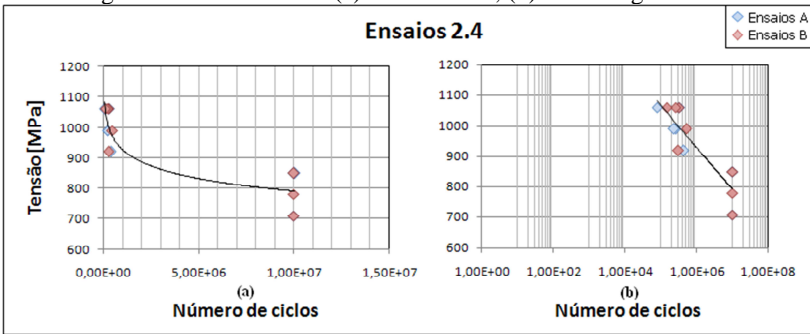 Ensaios 2.4
Ensaios A
Ensaios B
Tensão[MPa]
1200
1100
1000
900
800
700
600
0,00E+00
5,00E+06
1,00E+07
1,50E+07
(a)
Número de ciclos
1200
1100
1000
900
800
700
600
1,00E+00
1,00E+02
1,00E+04
1,00E+06
1,00E+08
(b)
Número de ciclos